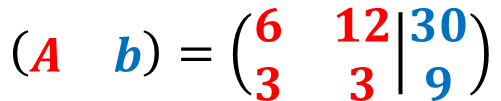 (A b) = (6 12 | 30
3 3 | 9)